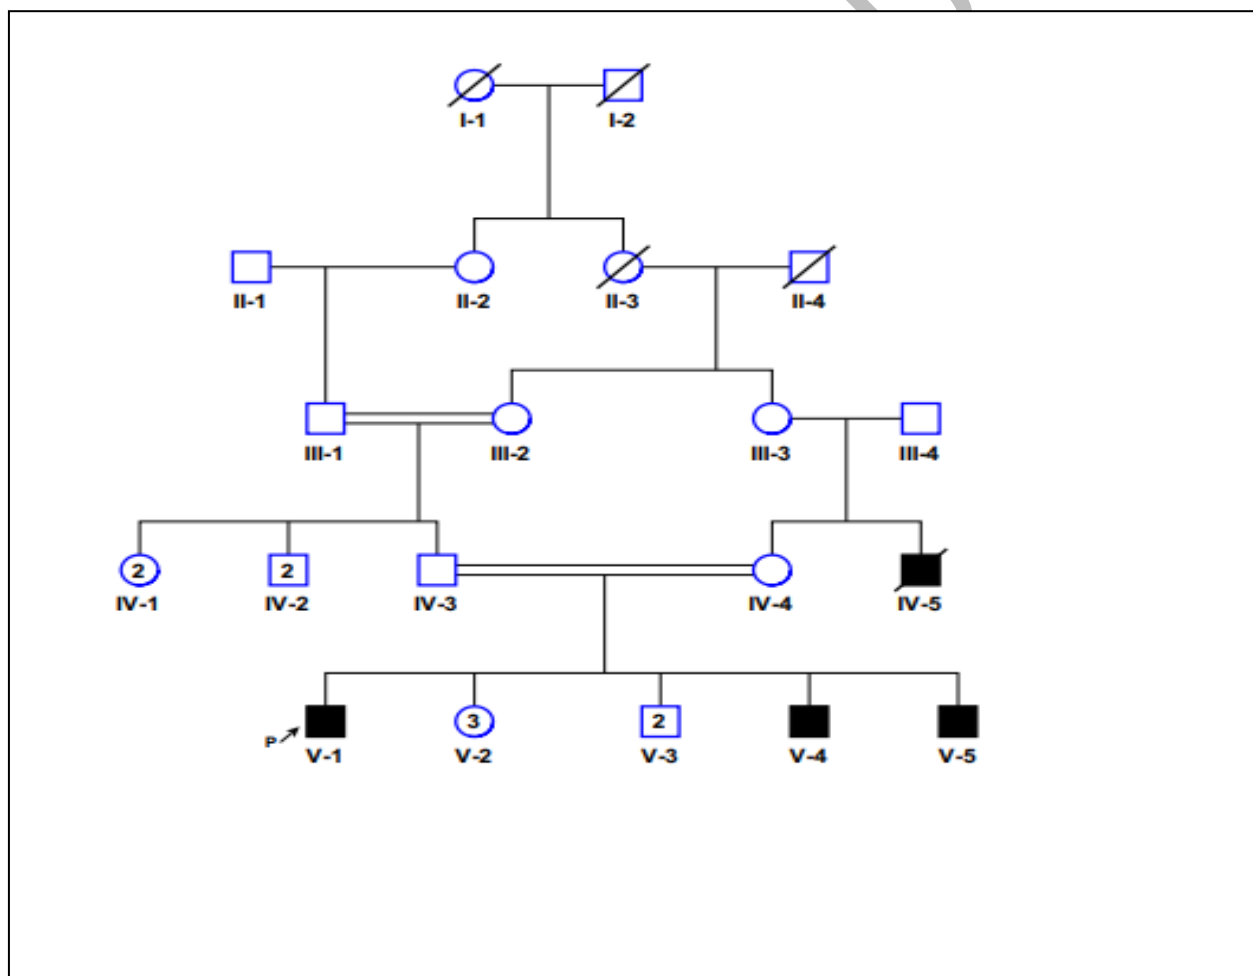 I-1 I-2
II-1 II-2 II-3 II-4
III-1 III-2 III-3 III-4
2 2
IV-1 IV-2 IV-3 IV-4 IV-5
3 2
P
V-1 V-2 V-3 V-4 V-5